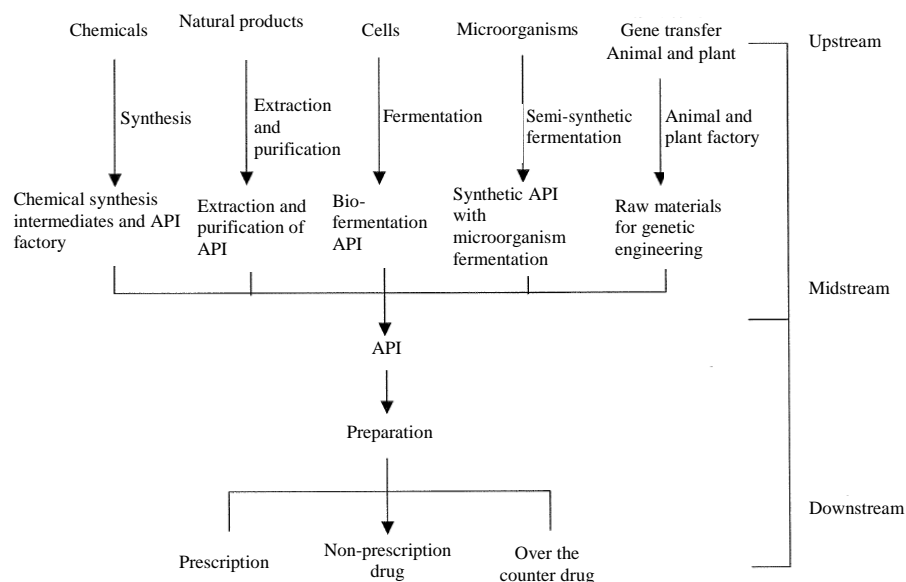 Chemicals
Natural products
Cells
Microorganisms
Gene transfer
Animal and plant
Upstream
Synthesis
Extraction
and
purification
Fermentation
Semi-synthetic
fermentation
Animal and
plant factory
Chemical synthesis
intermediates and API
factory
Extraction and
purification of
API
Bio-
fermentation
API
Synthetic API
with
microorganism
fermentation
Raw materials
for genetic
engineering
Midstream
API
Preparation
Downstream
Prescription
Non-prescription
drug
Over the
counter drug